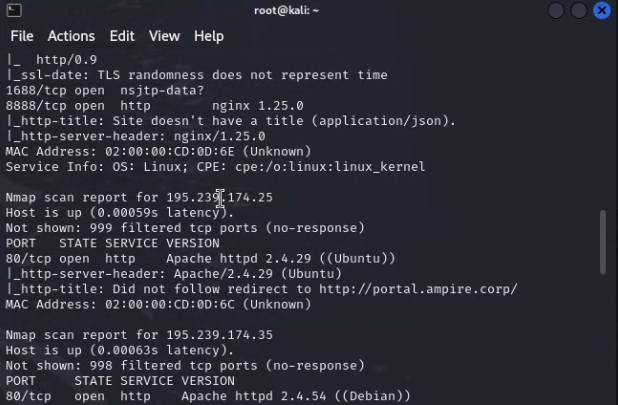 root@kali: ~
File Actions Edit View Help
|_  http/0.9
|_ssl-date: TLS randomness does not represent time
1688/tcp open  nsjtp-data?
8888/tcp open  http        nginx 1.25.0
|_http-title: Site doesn't have a title (application/json).
|_http-server-header: nginx/1.25.0
MAC Address: 02:00:00:CD:0D:6E (Unknown)
Service Info: OS: Linux; CPE: cpe:/o:linux:linux_kernel
Nmap scan report for 195.239.174.25
Host is up (0.00059s latency).
Not shown: 999 filtered tcp ports (no-response)
PORT   STATE SERVICE VERSION
80/tcp open  http    Apache httpd 2.4.29 ((Ubuntu))
|_http-server-header: Apache/2.4.29 (Ubuntu)
|_http-title: Did not follow redirect to http://portal.ampire.corp/
MAC Address: 02:00:00:CD:0D:6C (Unknown)
Nmap scan report for 195.239.174.35
Host is up (0.00063s latency).
Not shown: 998 filtered tcp ports (no-response)
PORT     STATE SERVICE VERSION
80/tcp   open  http    Apache httpd 2.4.54 ((Debian))